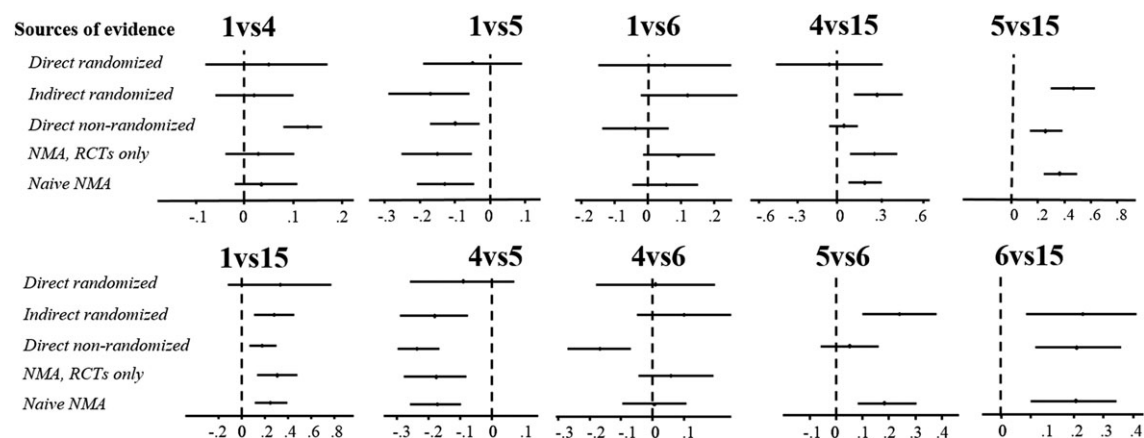 Sources of evidence 1vs4 1vs5 1vs6 4vs15 5vs15
Direct randomized
Indirect randomized
Direct non-randomized
NMA, RCTs only
Naive NMA
-.1 0 .1 .2 -.3 -.2 -.1 0 .1 -.2 -.1 0 .1 .2 -.6 -.3 0 .3 .6 0 .2 .4 .6 .8
1vs15 4vs5 4vs6 5vs6 6vs15
Direct randomized
Indirect randomized
Direct non-randomized
NMA, RCTs only
Naive NMA
-.2 0 .2 .4 .6 .8 -.4 -.3 -.2 -.1 0 .1 -.3 -.2 -.1 0 .1 .2 -.2 0 .2 .4 0 .1 .2 .3 .4